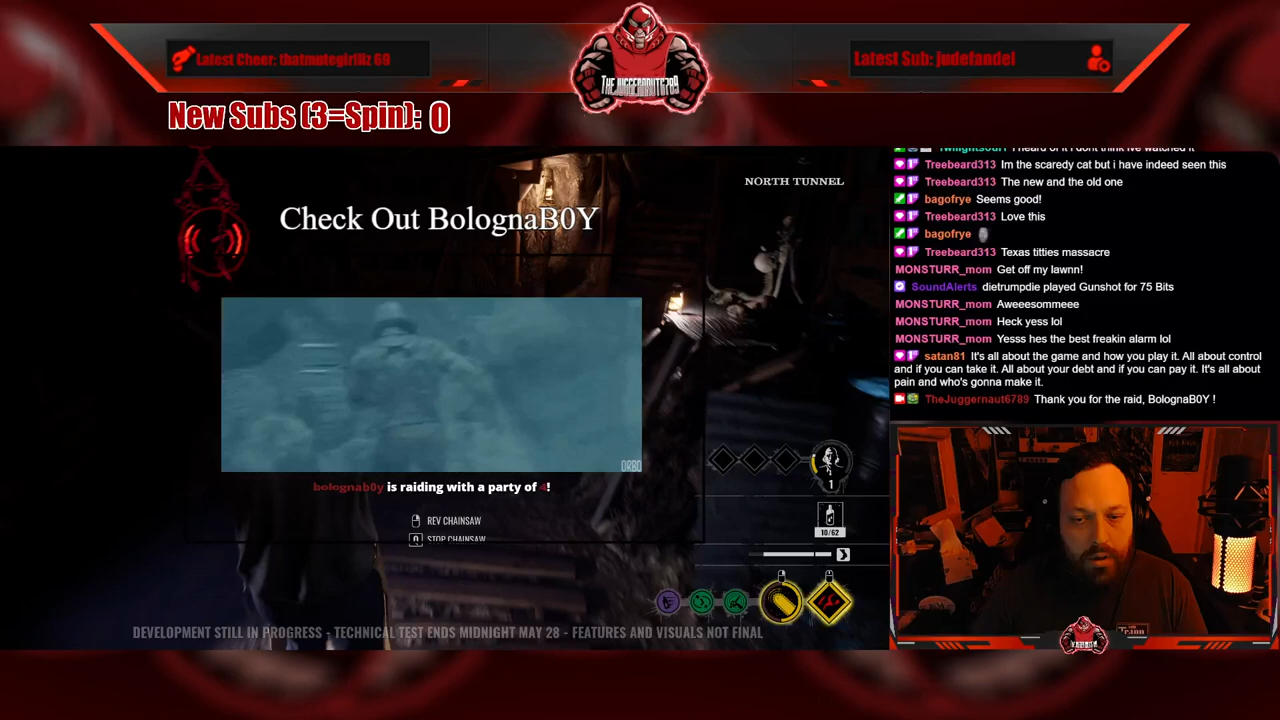 Latest Cheer: thatmutegirlliz 69
THEJUGGERNAUT6789
Latest Sub: judefandel
New Subs (3=Spin): 0
NORTH TUNNEL
Check Out BolognaB0Y
ORBO
bolognab0y is raiding with a party of 4!
REV CHAINSAW
STOP CHAINSAW
1
10/62
DEVELOPMENT STILL IN PROGRESS - TECHNICAL TEST ENDS MIDNIGHT MAY 28 - FEATURES AND VISUALS NOT FINAL
Treebeard313 Im the scaredy cat but i have indeed seen this
Treebeard313 The new and the old one
bagofrye Seems good!
Treebeard313 Love this
bagofrye
Treebeard313 Texas titties massacre
MONSTURR_mom Get off my lawnn!
SoundAlerts dietrumpdie played Gunshot for 75 Bits
MONSTURR_mom Aweeesommeee
MONSTURR_mom Heck yess lol
MONSTURR_mom Yesss hes the best freakin alarm lol
satan81 It's all about the game and how you play it. All about control
and if you can take it. All about your debt and if you can pay it. It's all about
pain and who's gonna make it.
TheJuggernaut6789 Thank you for the raid, BolognaB0Y !